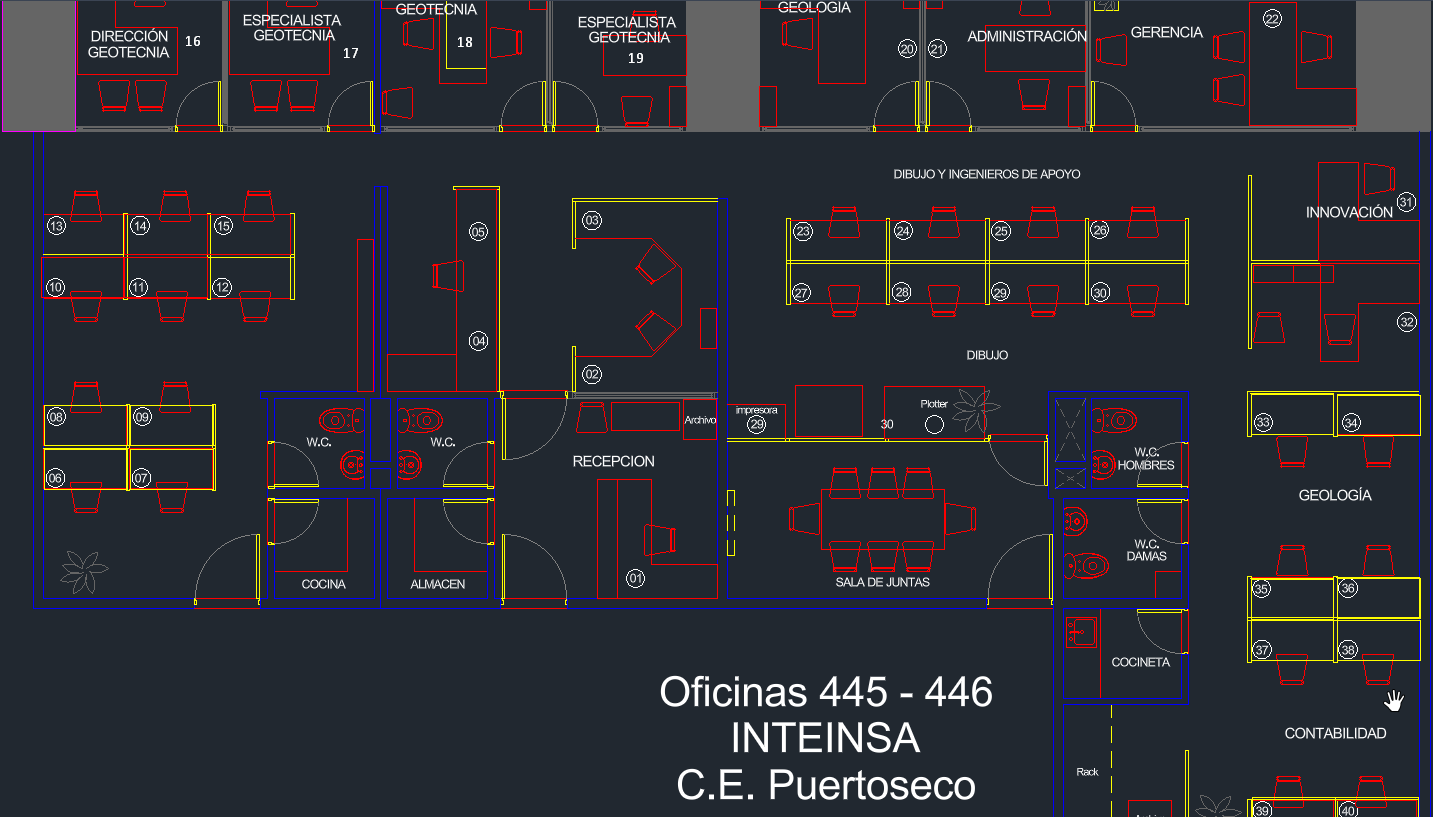 GEOTECNIA
GEOLOGÍA
ESPECIALISTA
GEOTECNIA
17
DIRECCIÓN
GEOTECNIA
16
18
ESPECIALISTA
GEOTECNIA
19
20
21
ADMINISTRACIÓN
GERENCIA
22
DIBUJO Y INGENIEROS DE APOYO
13
14
15
10
11
12
05
04
03
02
23
24
25
26
27
28
29
30
INNOVACIÓN
31
32
DIBUJO
08
09
06
07
W.C.
W.C.
Archivo
RECEPCION
impresora
29
30
Plotter
W.C.
HOMBRES
33
34
GEOLOGÍA
COCINA
ALMACEN
01
SALA DE JUNTAS
W.C.
DAMAS
35
36
37
38
COCINETA
Oficinas 445 - 446
INTEINSA
C.E. Puertoseco
CONTABILIDAD
Rack
39
40